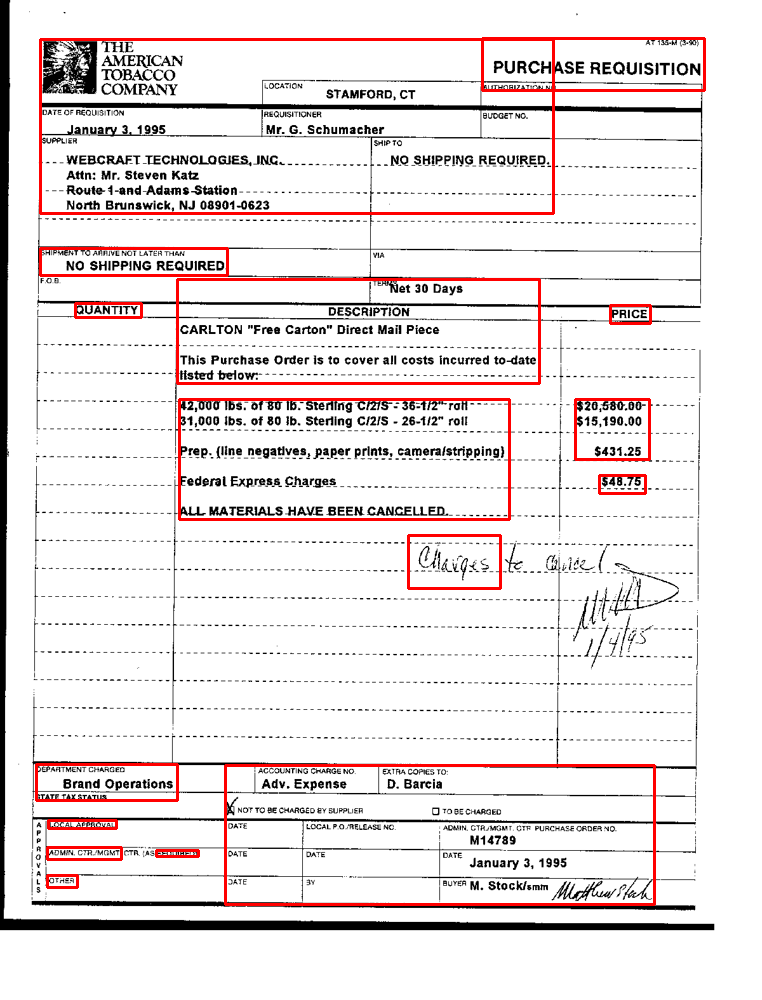 AT 135-M (3-90)
THE
AMERICAN
TOBACCO
COMPANY
PURCHASE REQUISITION
LOCATION
STAMFORD, CT
AUTHORIZATION N
DATE OF REQUISITION
January 3, 1995
REQUISITIONER
Mr. G. Schumacher
BUDGET NO.
SUPPLIER
WEBCRAFT TECHNOLOGIES, INC.
Attn: Mr. Steven Katz
Route 1 and Adams Station
North Brunswick, NJ 08901-0623
SHIP TO
NO SHIPPING REQUIRED.
SHIPMENT TO ARRIVE NOT LATER THAN
NO SHIPPING REQUIRED
VIA
F.O.B.
TERMS
Net 30 Days
QUANTITY DESCRIPTION PRICE
CARLTON "Free Carton" Direct Mail Piece
This Purchase Order is to cover all costs incurred to-date
listed below:
42,000 lbs. of 80 lb. Sterling C/2/S - 36-1/2" roll $20,580.00
31,000 lbs. of 80 lb. Sterling C/2/S - 26-1/2" roll $15,190.00
Prep. (line negatives, paper prints, camera/stripping) $431.25
Federal Express Charges $48.75
ALL MATERIALS HAVE BEEN CANCELLED.
Charges to cancel
1/4/95
DEPARTMENT CHARGED
Brand Operations
ACCOUNTING CHARGE NO.
Adv. Expense
EXTRA COPIES TO:
D. Barcia
STATE TAX STATUS
X NOT TO BE CHARGED BY SUPPLIER ☐ TO BE CHARGED
APPROVALS
LOCAL APPROVAL
DATE
LOCAL P.O./RELEASE NO.
ADMIN. CTR./MGMT. CTR. PURCHASE ORDER NO.
M14789
ADMIN. CTR./MGMT. CTR. (AS REQUIRED)
DATE
DATE
DATE
January 3, 1995
OTHER
DATE
BY
BUYER M. Stock/smm Matthew Stock